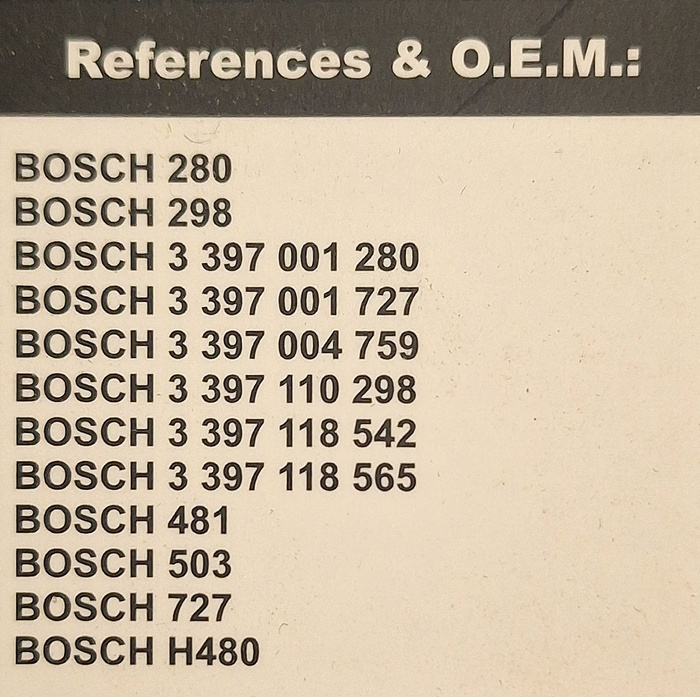 References & O.E.M.:
BOSCH 280
BOSCH 298
BOSCH 3 397 001 280
BOSCH 3 397 001 727
BOSCH 3 397 004 759
BOSCH 3 397 110 298
BOSCH 3 397 118 542
BOSCH 3 397 118 565
BOSCH 481
BOSCH 503
BOSCH 727
BOSCH H480